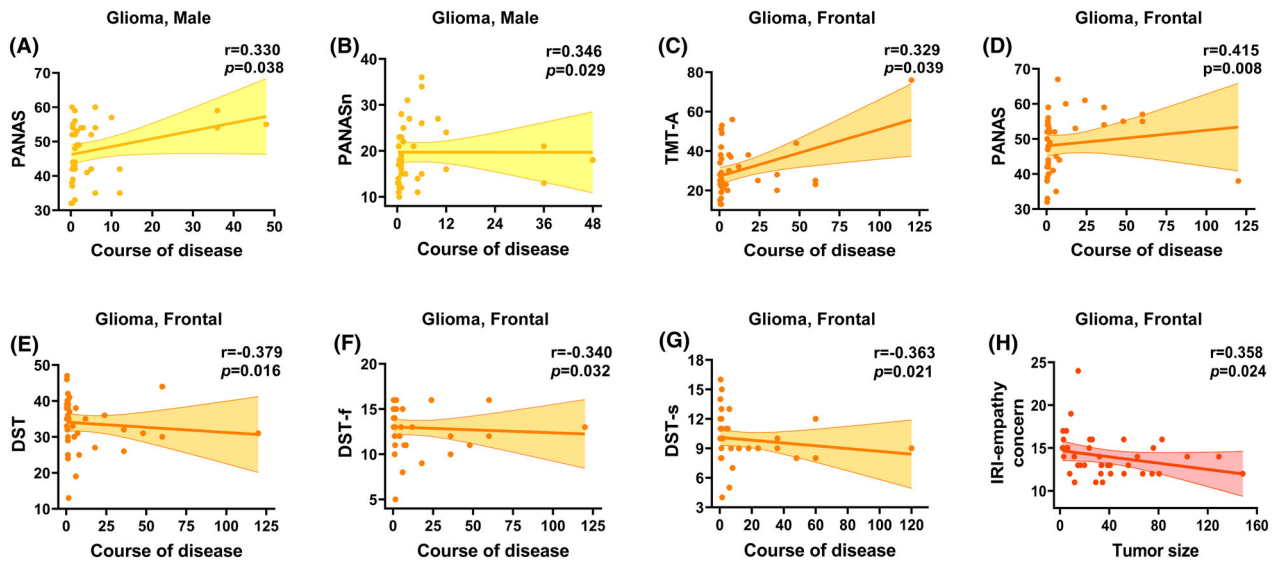 Glioma, Male
(A)
r=0.330
p=0.038
PANAS
70
60
50
40
30
0 10 20 30 40 50
Course of disease
Glioma, Male
(B)
r=0.346
p=0.029
PANASn
40
30
20
10
0 12 24 36 48
Course of disease
Glioma, Frontal
(C)
r=0.329
p=0.039
TMT-A
80
60
40
20
0 25 50 75 100 125
Course of disease
Glioma, Frontal
(D)
r=0.415
p=0.008
PANAS
70
60
50
40
30
0 25 50 75 100 125
Course of disease
Glioma, Frontal
(E)
r=-0.379
p=0.016
DST
50
40
30
20
10
0 25 50 75 100 125
Course of disease
Glioma, Frontal
(F)
r=-0.340
p=0.032
DST-f
20
15
10
5
0 25 50 75 100 125
Course of disease
Glioma, Frontal
(G)
r=-0.363
p=0.021
DST-s
18
15
12
9
6
3
0 20 40 60 80 100 120
Course of disease
Glioma, Frontal
(H)
r=0.358
p=0.024
IRI-empathy
concern
25
20
15
10
0 40 80 120 160
Tumor size